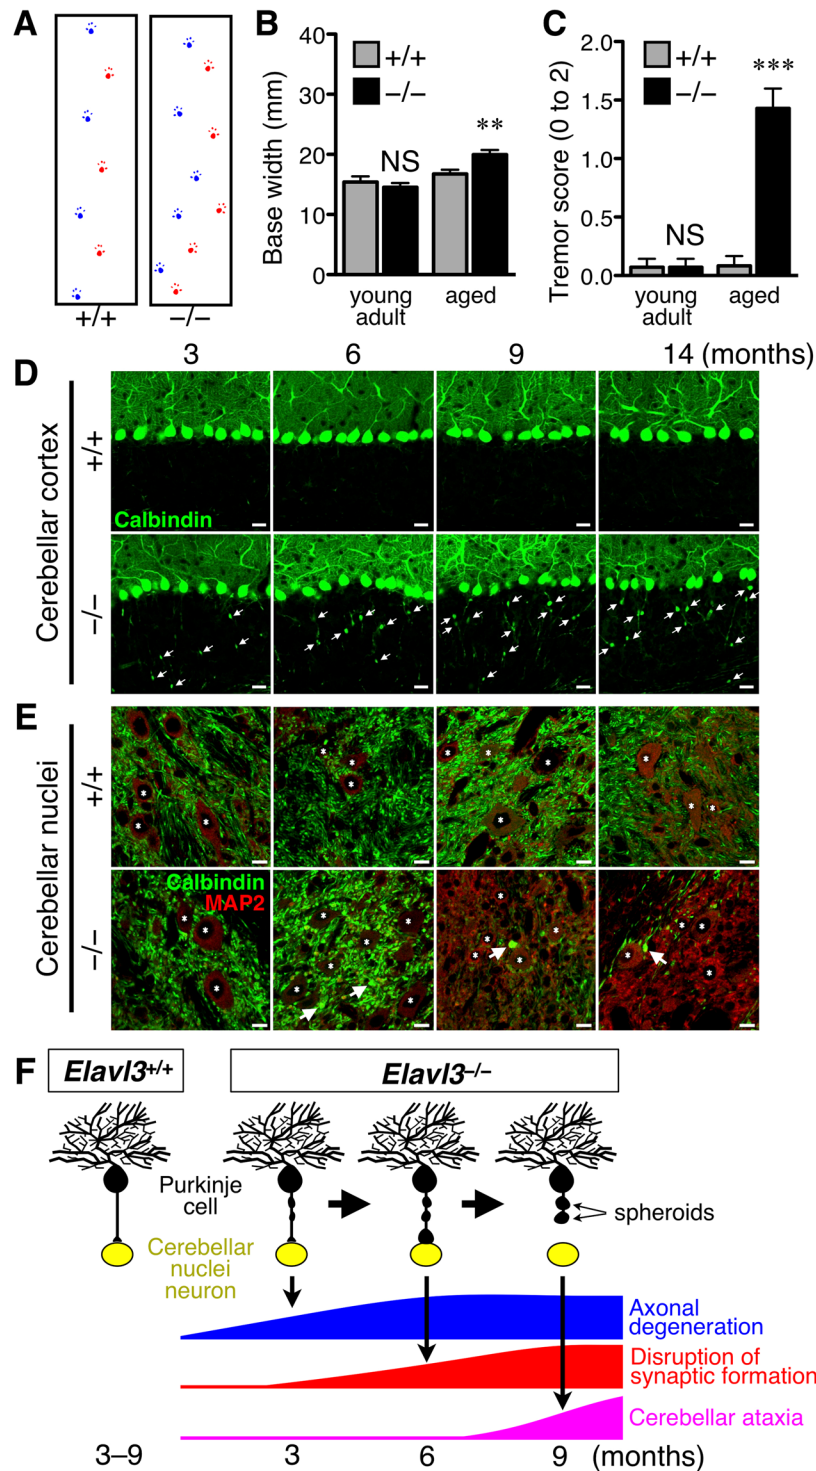 A
+/+
−/−
B
Base width (mm)
40
30
20
10
0
+/+
−/−
NS
**
young adult
aged
C
Tremor score (0 to 2)
2.0
1.5
1.0
0.5
0.0
+/+
−/−
NS
***
young adult
aged
3
6
9
14 (months)
D
Cerebellar cortex
+/+
Calbindin
−/−
E
Cerebellar nuclei
+/+
Calbindin
MAP2
−/−
F
Elavl3+/+
Elavl3−/−
Purkinje
cell
spheroids
Cerebellar
nuclei
neuron
Axonal
degeneration
Disruption of
synaptic formation
Cerebellar ataxia
3–9
3
6
9
(months)